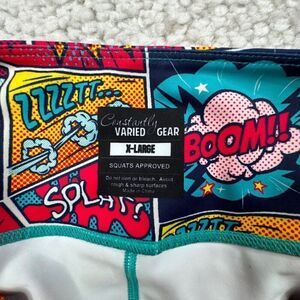 ZZZZTT...
Constantly
VARIED GEAR
X-LARGE
SQUATS APPROVED
Do not iron or bleach. Avoid
rough & sharp surfaces
Made in China
BOOM!!
SPLAT!